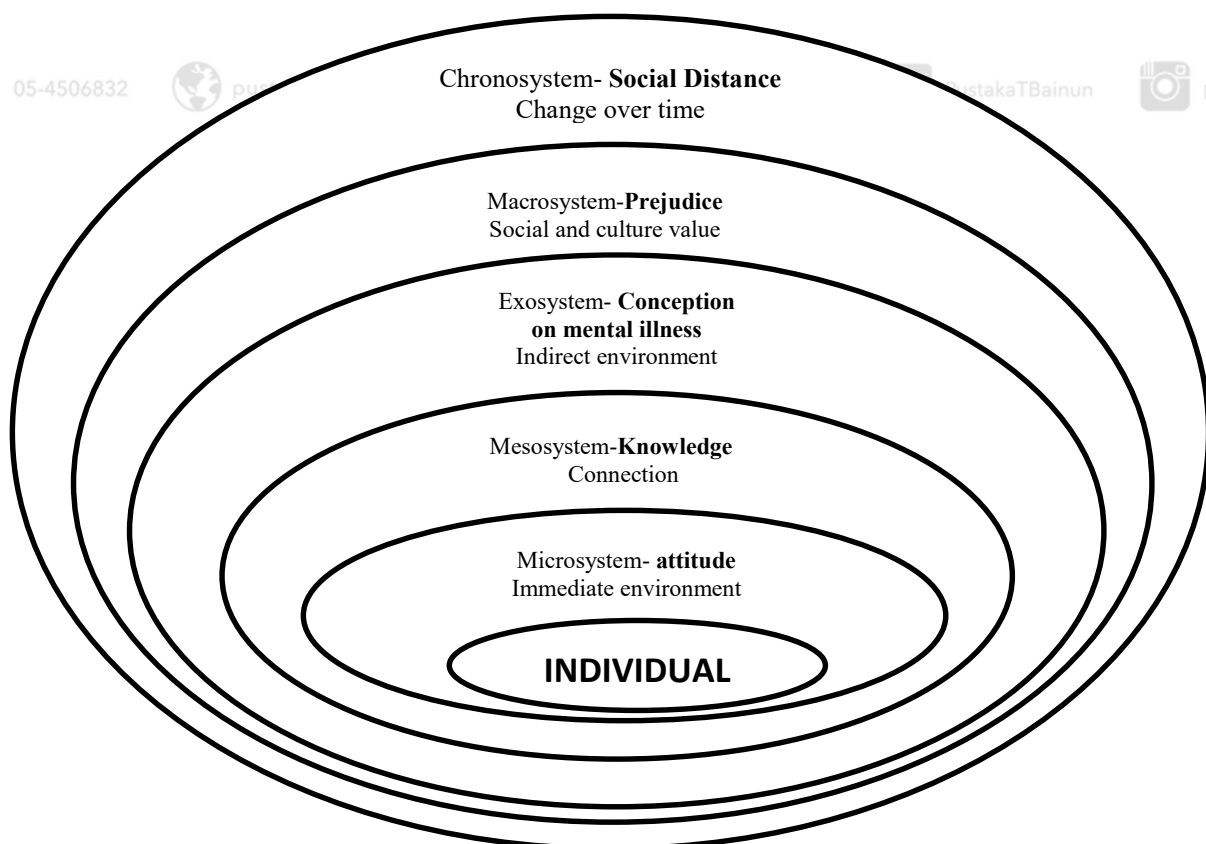 Chronosystem- Social Distance
Change over time
05-4506832
PustakaTBainun
Macrosystem-Prejudice
Social and culture value
Exosystem- Conception
on mental illness
Indirect environment
Mesosystem-Knowledge
Connection
Microsystem- attitude
Immediate environment
INDIVIDUAL